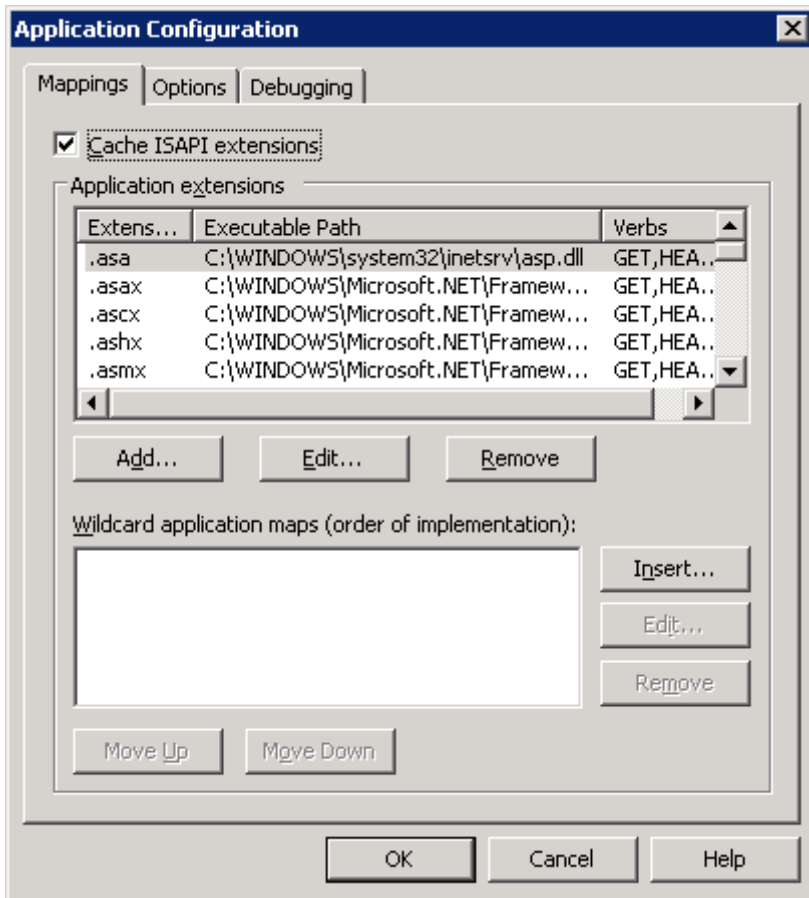 Application Configuration
Mappings Options Debugging
Cache ISAPI extensions
Application extensions
Extens... Executable Path Verbs
.asa C:\WINDOWS\system32\inetsrv\asp.dll GET,HEA...
.asax C:\WINDOWS\Microsoft.NET\Framew... GET,HEA...
.ascx C:\WINDOWS\Microsoft.NET\Framew... GET,HEA...
.ashx C:\WINDOWS\Microsoft.NET\Framew... GET,HEA...
.asmx C:\WINDOWS\Microsoft.NET\Framew... GET,HEA...
Add... Edit... Remove
Wildcard application maps (order of implementation):
Insert...
Edit...
Remove
Move Up Move Down
OK Cancel Help